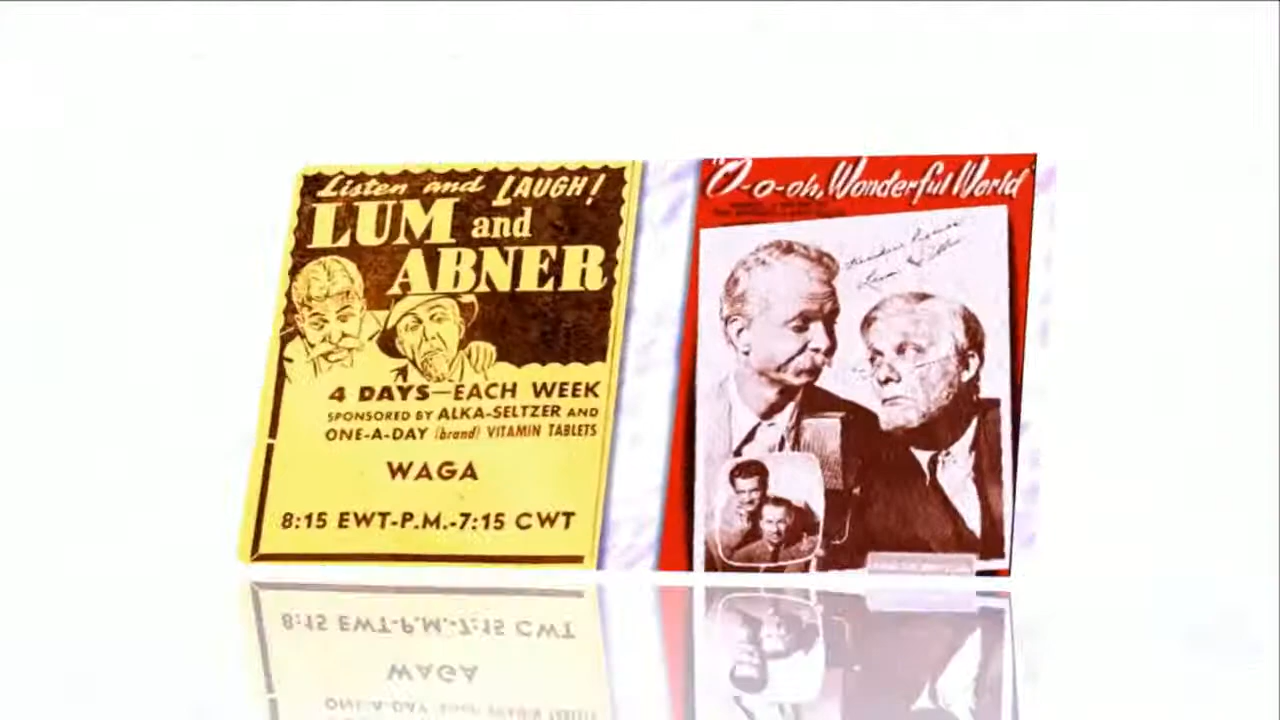 Listen and LAUGH!
LUM and
ABNER
4 DAYS—EACH WEEK
SPONSORED BY ALKA-SELTZER AND
ONE-A-DAY (brand) VITAMIN TABLETS
WAGA
8:15 EWT-P.M.-7:15 CWT
"O-o-oh, Wonderful World